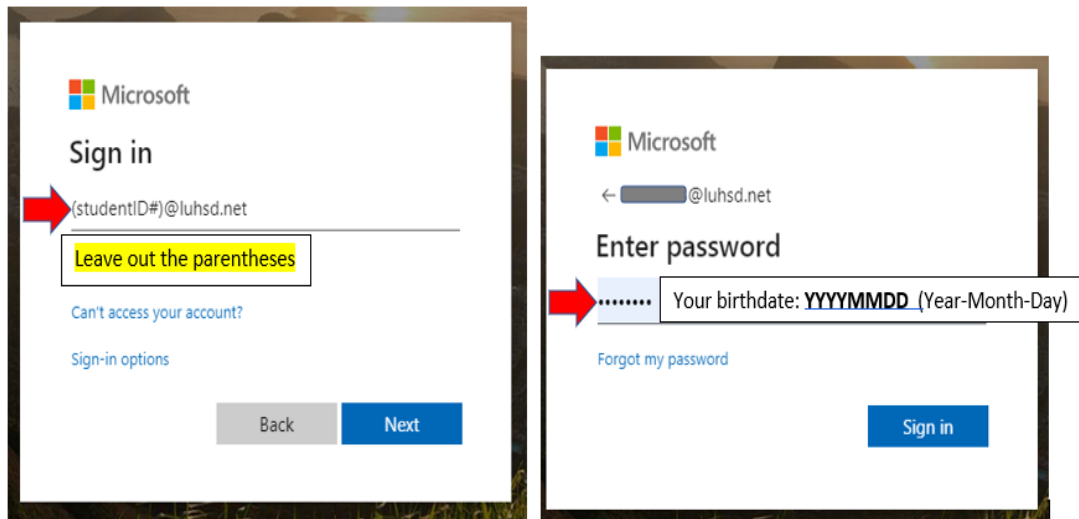 Microsoft
Sign in
(studentID#)@luhsd.net
Leave out the parentheses
Can't access your account?
Sign-in options
Back
Next
Microsoft
← @luhsd.net
Enter password
•••••••• Your birthdate: YYYYMMDD (Year-Month-Day)
Forgot my password
Sign in